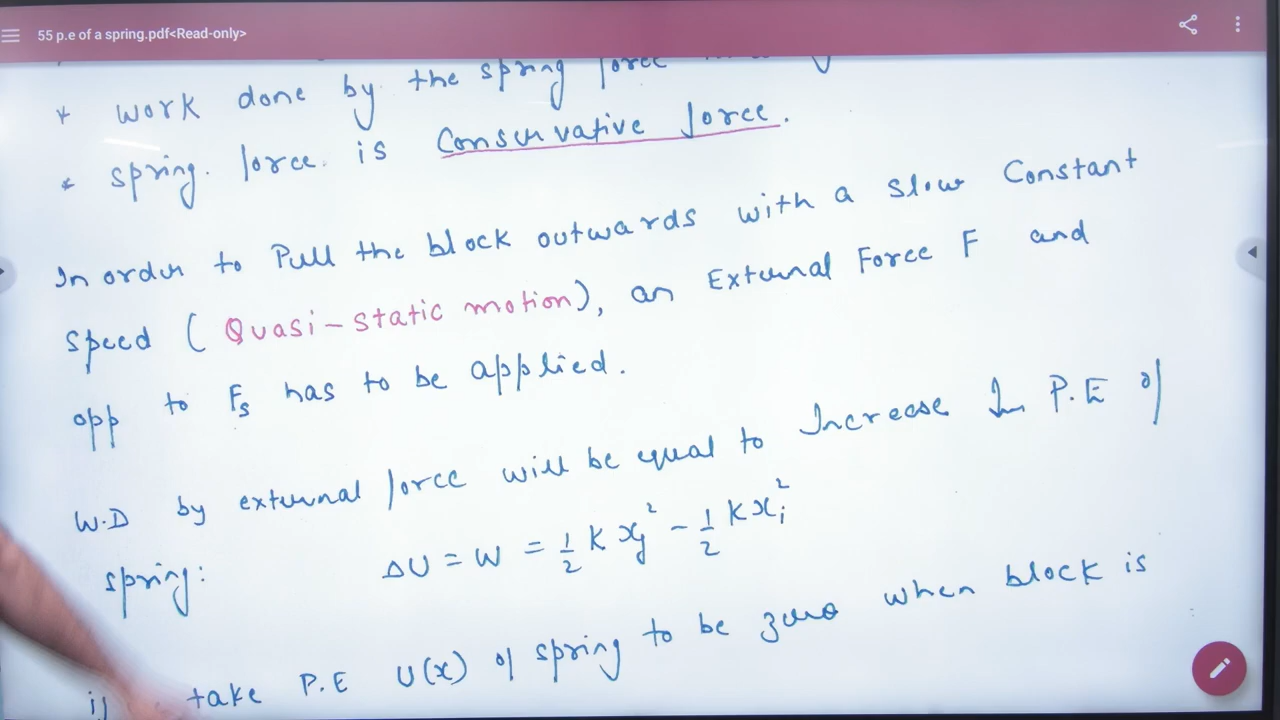 55 p.e of a spring.pdf<Read-only>
* work done by the spring force
* spring force is Conservative force.
In order to Pull the block outwards with a slow Constant
speed (Quasi-static motion), an External Force F and
opp to Fs has to be applied.
W.D by external force will be equal to Increase In P.E of
spring: ΔU = W = 1/2 K xf² - 1/2 K xi²
if take P.E U(x) of spring to be zero when block is